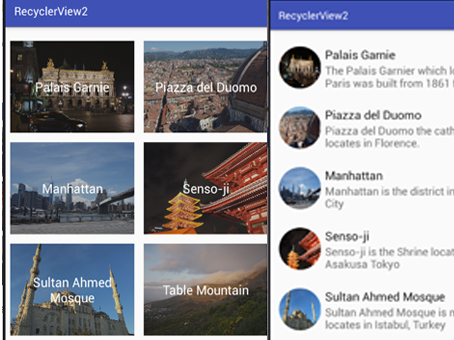 RecyclerView2
Palais Garnie
Piazza del Duomo
Manhattan
Senso-ji
Sultan Ahmed
Mosque
Table Mountain
RecyclerView2
Palais Garnie
The Palais Garnier which lo
Paris was built from 1861
Piazza del Duomo
Piazza del Duomo the cath
locates in Florence.
Manhattan
Manhattan is the district in
City
Senso-ji
Senso-ji is the Shrine locat
Asakusa Tokyo
Sultan Ahmed Mosque
Sultan Ahmed Mosque is n
locates in Istabul, Turkey